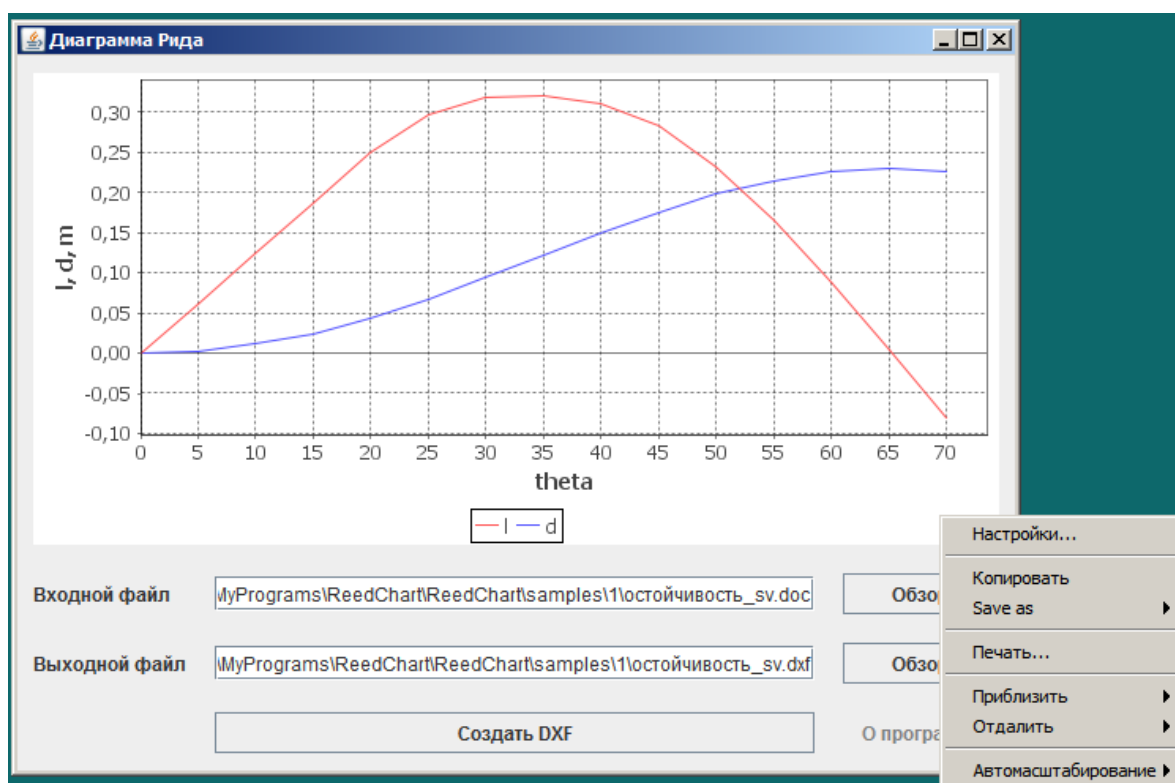 Диаграмма Рида
0,30
0,25
0,20
0,15
0,10
0,05
0,00
-0,05
-0,10
l, d, m
0 5 10 15 20 25 30 35 40 45 50 55 60 65 70
theta
l d
Входной файл
MyPrograms\ReedChart\ReedChart\samples\1\остойчивость_sv.doc
Обзо
Выходной файл
\MyPrograms\ReedChart\ReedChart\samples\1\остойчивость_sv.dxf
Обзо
Создать DXF
О програ
Настройки...
Копировать
Save as
Печать...
Приблизить
Отдалить
Автомасштабирование